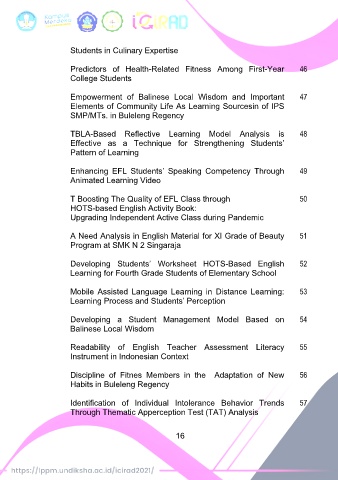 Kampus
Merdeka
ICIRAD
Students in Culinary Expertise
Predictors of Health-Related Fitness Among First-Year 46
College Students
Empowerment of Balinese Local Wisdom and Important 47
Elements of Community Life As Learning Sourcesin of IPS
SMP/MTs. in Buleleng Regency
TBLA-Based Reflective Learning Model Analysis is 48
Effective as a Technique for Strengthening Students’
Pattern of Learning
Enhancing EFL Students’ Speaking Competency Through 49
Animated Learning Video
T Boosting The Quality of EFL Class through 50
HOTS-based English Activity Book:
Upgrading Independent Active Class during Pandemic
A Need Analysis in English Material for XI Grade of Beauty 51
Program at SMK N 2 Singaraja
Developing Students’ Worksheet HOTS-Based English 52
Learning for Fourth Grade Students of Elementary School
Mobile Assisted Language Learning in Distance Learning: 53
Learning Process and Students’ Perception
Developing a Student Management Model Based on 54
Balinese Local Wisdom
Readability of English Teacher Assessment Literacy 55
Instrument in Indonesian Context
Discipline of Fitnes Members in the Adaptation of New 56
Habits in Buleleng Regency
Identification of Individual Intolerance Behavior Trends 57
Through Thematic Apperception Test (TAT) Analysis
16
https://lppm.undiksha.ac.id/icirad2021/